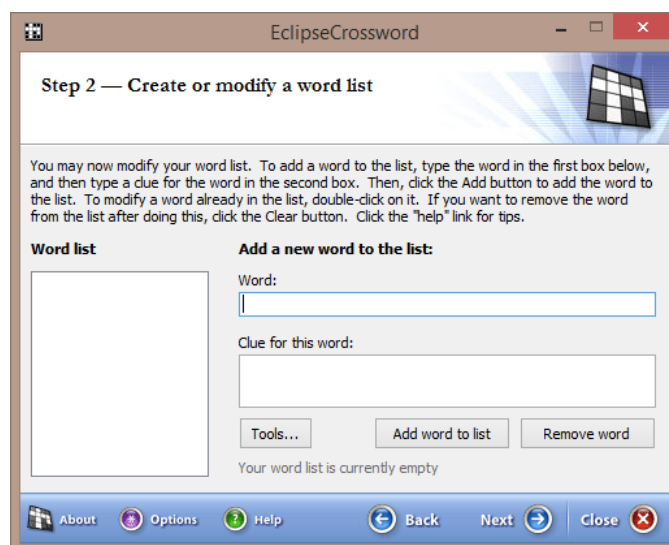 EclipseCrossword
Step 2 — Create or modify a word list
You may now modify your word list. To add a word to the list, type the word in the first box below,
and then type a clue for the word in the second box. Then, click the Add button to add the word to
the list. To modify a word already in the list, double-click on it. If you want to remove the word
from the list after doing this, click the Clear button. Click the "help" link for tips.
Word list
Add a new word to the list:
Word:
Clue for this word:
Tools...
Add word to list
Remove word
Your word list is currently empty
About
Options
Help
Back
Next
Close